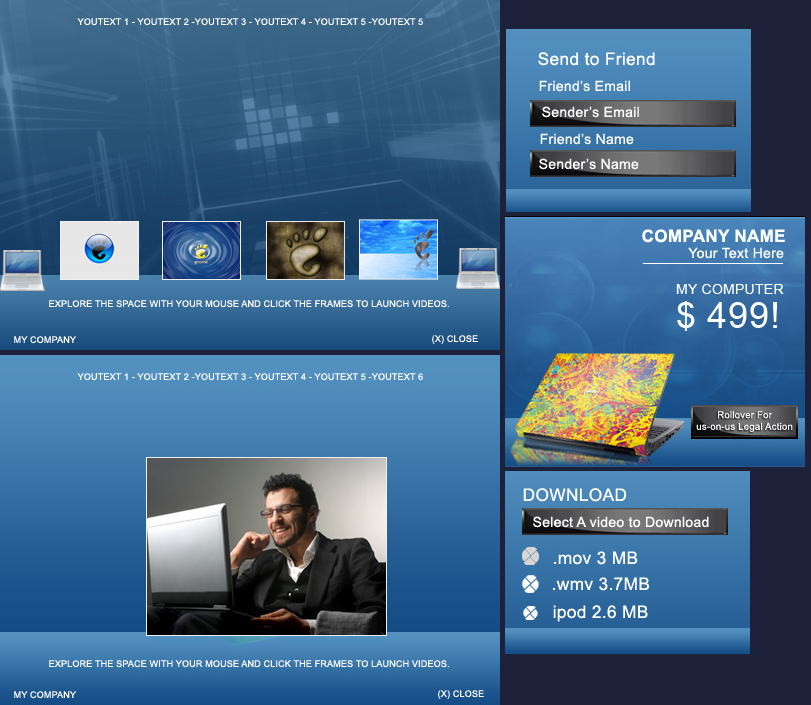 YOUTEXT 1 - YOUTEXT 2 -YOUTEXT 3 - YOUTEXT 4 - YOUTEXT 5 -YOUTEXT 5
gnome
EXPLORE THE SPACE WITH YOUR MOUSE AND CLICK THE FRAMES TO LAUNCH VIDEOS.
MY COMPANY
(X) CLOSE
YOUTEXT 1 - YOUTEXT 2 -YOUTEXT 3 - YOUTEXT 4 - YOUTEXT 5 -YOUTEXT 6
EXPLORE THE SPACE WITH YOUR MOUSE AND CLICK THE FRAMES TO LAUNCH VIDEOS.
MY COMPANY
(X) CLOSE
Send to Friend
Friend's Email
Sender's Email
Friend's Name
Sender's Name
COMPANY NAME
Your Text Here
MY COMPUTER
$ 499!
Rollover For
us-on-us Legal Action
DOWNLOAD
Select A video to Download
.mov 3 MB
.wmv 3.7MB
ipod 2.6 MB